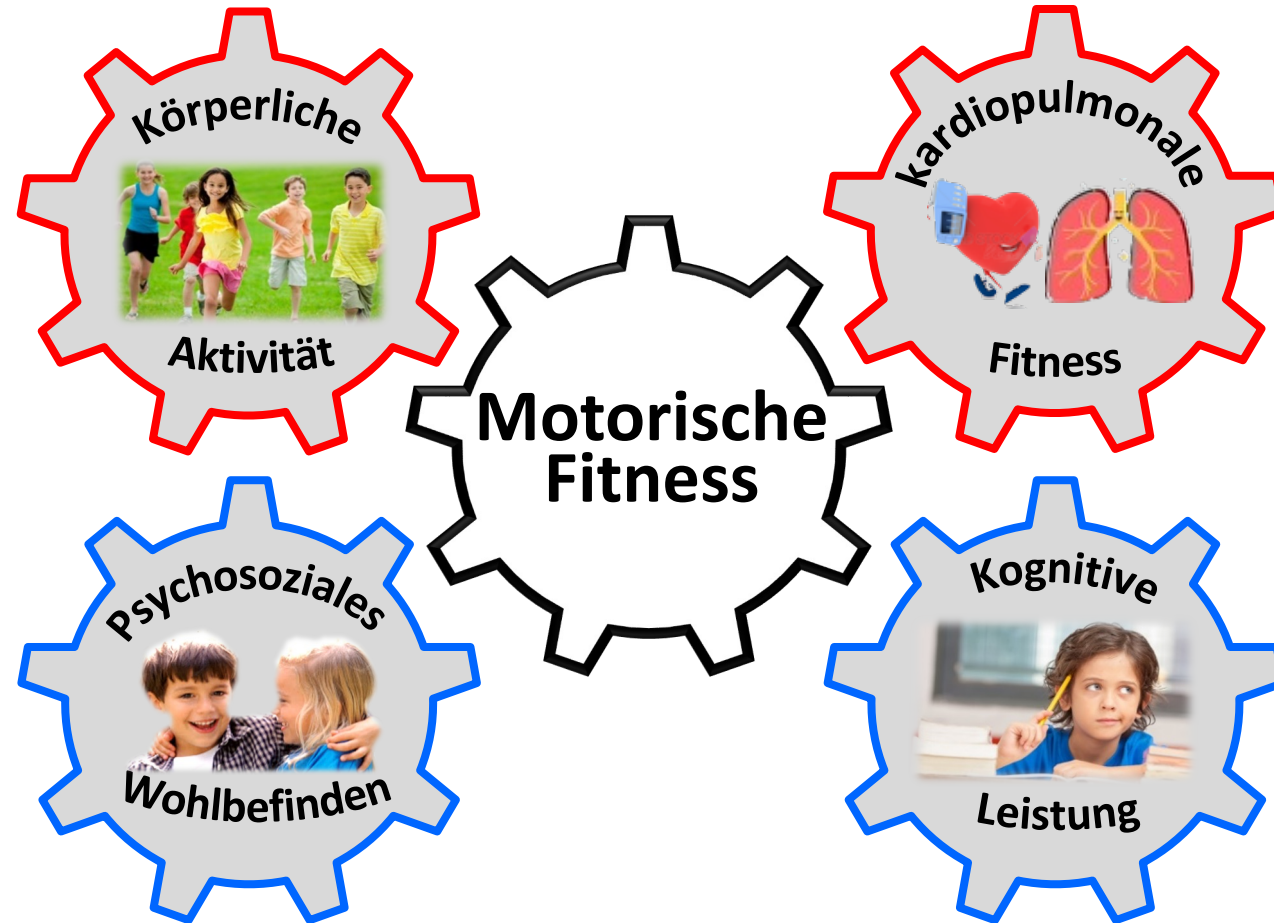 Körperliche
Aktivität
kardiopulmonale
Fitness
Motorische
Fitness
Psychosoziales
Wohlbefinden
Kognitive
Leistung